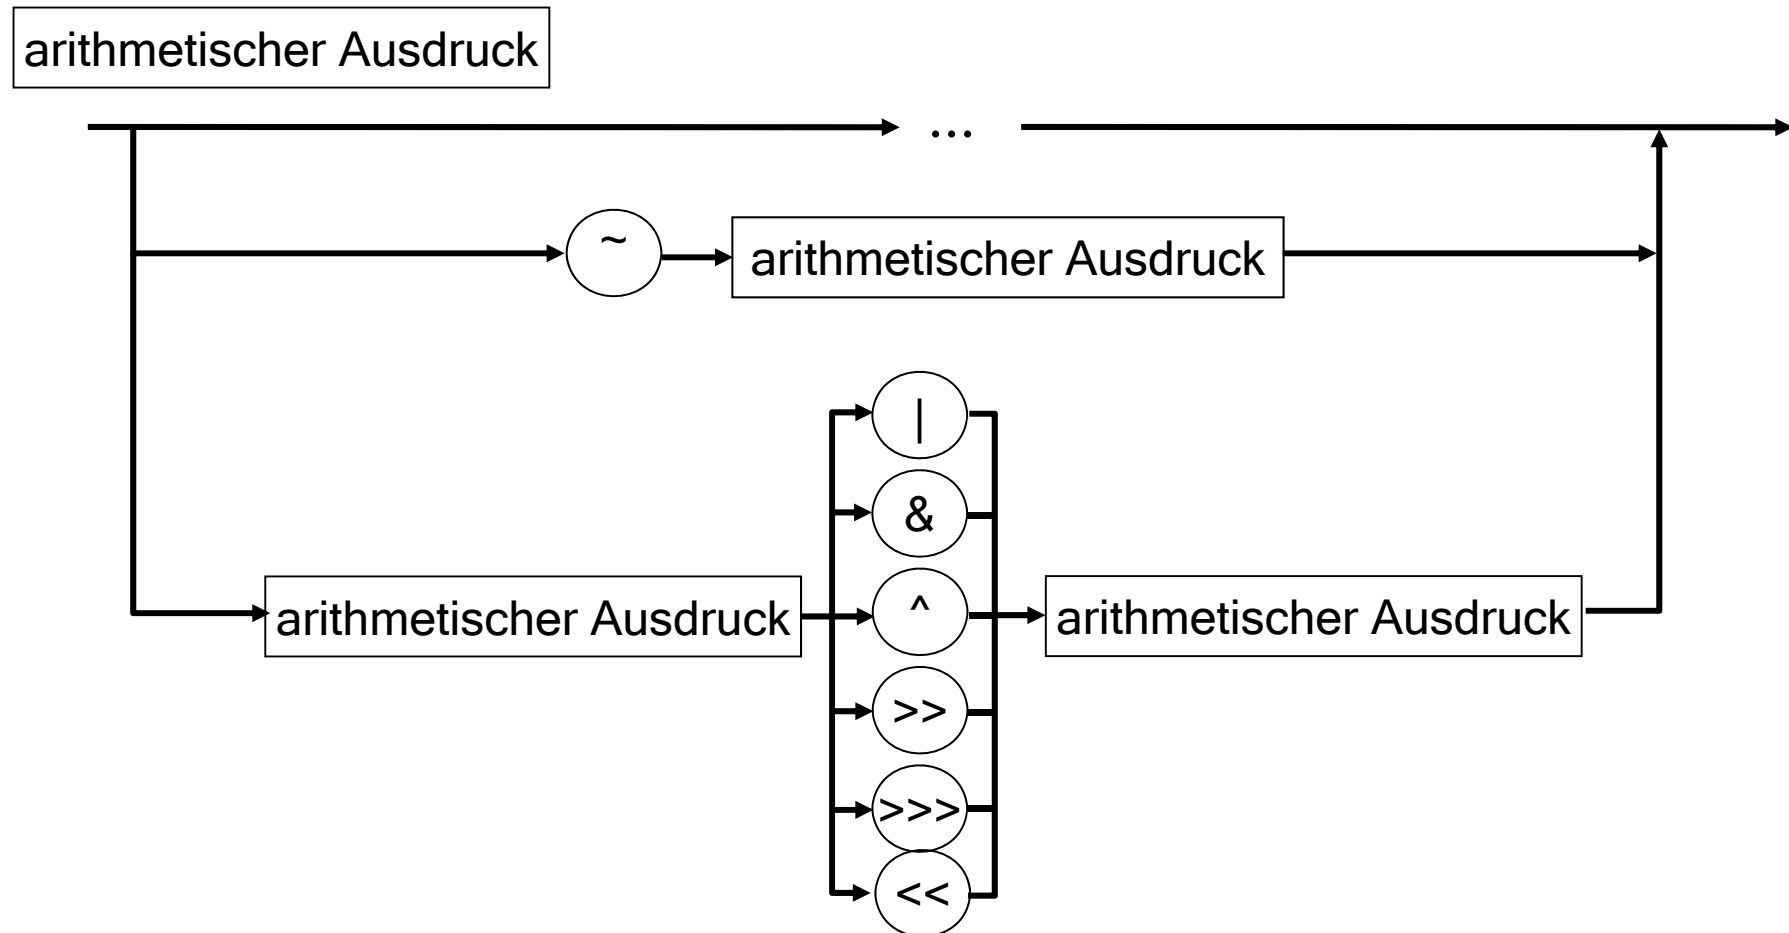 arithmetischer Ausdruck
...
~
arithmetischer Ausdruck
|
&
arithmetischer Ausdruck
^
arithmetischer Ausdruck
>>
>>>
<<